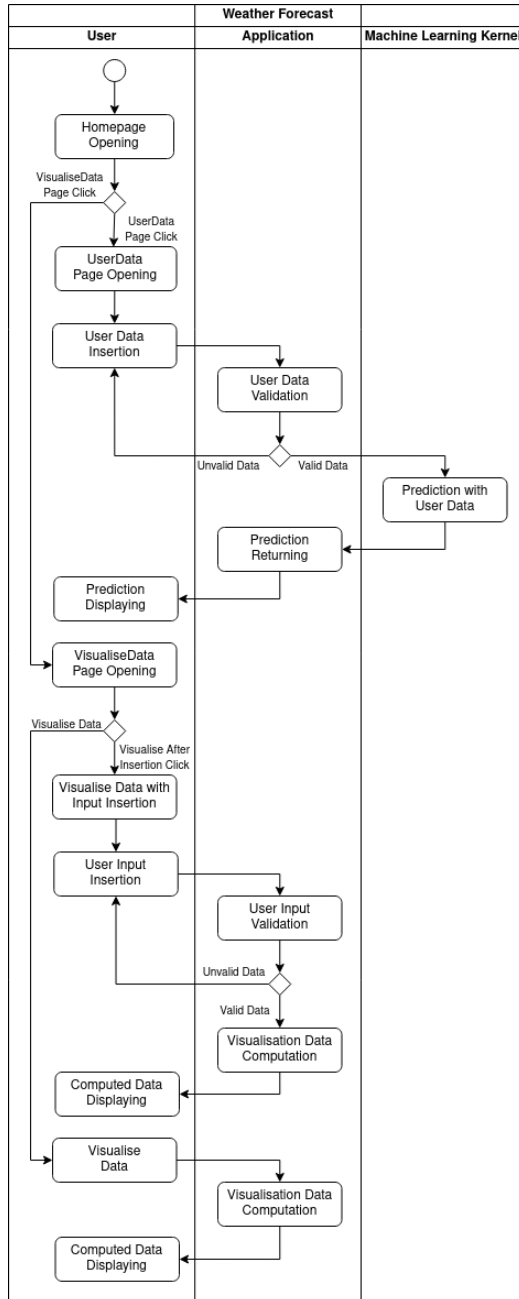 Weather Forecast
User
Application
Machine Learning Kernel
Homepage
Opening
VisualiseData
Page Click
UserData
Page Click
UserData
Page Opening
User Data
Insertion
User Data
Validation
Unvalid Data
Valid Data
Prediction with
User Data
Prediction
Returning
Prediction
Displaying
VisualiseData
Page Opening
Visualise Data
Visualise After
Insertion Click
Visualise Data with
Input Insertion
User Input
Insertion
User Input
Validation
Unvalid Data
Valid Data
Visualisation Data
Computation
Computed Data
Displaying
Visualise
Data
Visualisation Data
Computation
Computed Data
Displaying